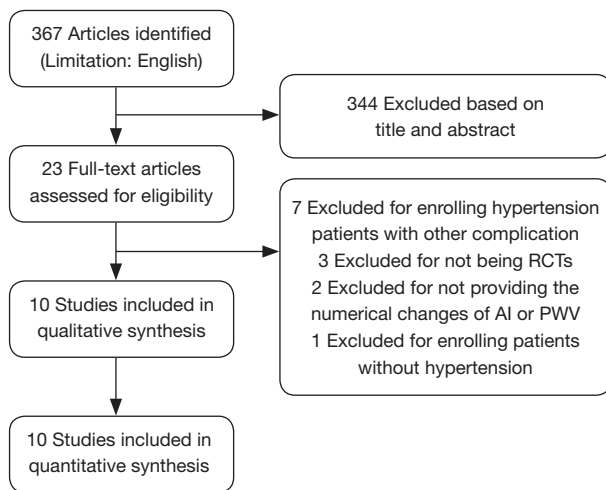 367 Articles identified
(Limitation: English)
344 Excluded based on
title and abstract
23 Full-text articles
assessed for eligibility
7 Excluded for enrolling hypertension
patients with other complication
3 Excluded for not being RCTs
2 Excluded for not providing the
numerical changes of AI or PWV
1 Excluded for enrolling patients
without hypertension
10 Studies included in
qualitative synthesis
10 Studies included in
quantitative synthesis